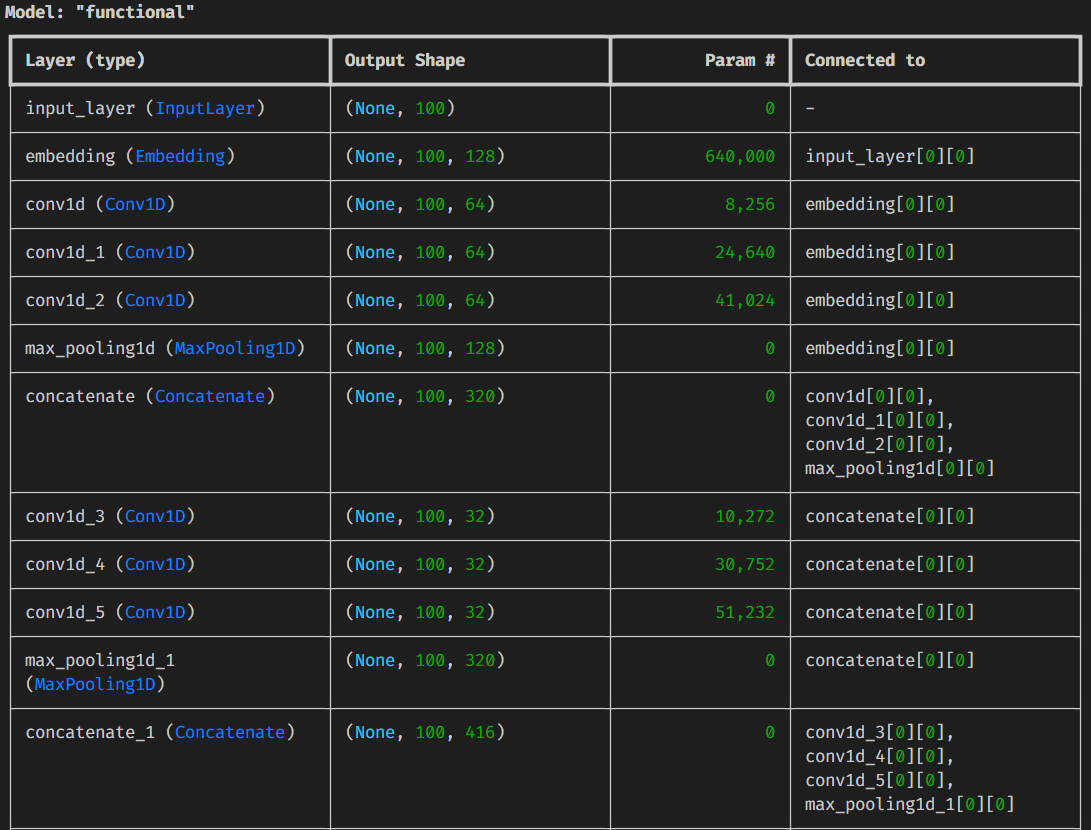 Model: "functional"
Layer (type) Output Shape Param # Connected to
input_layer (InputLayer) (None, 100) 0 -
embedding (Embedding) (None, 100, 128) 640,000 input_layer[0][0]
conv1d (Conv1D) (None, 100, 64) 8,256 embedding[0][0]
conv1d_1 (Conv1D) (None, 100, 64) 24,640 embedding[0][0]
conv1d_2 (Conv1D) (None, 100, 64) 41,024 embedding[0][0]
max_pooling1d (MaxPooling1D) (None, 100, 128) 0 embedding[0][0]
concatenate (Concatenate) (None, 100, 320) 0 conv1d[0][0],
conv1d_1[0][0],
conv1d_2[0][0],
max_pooling1d[0][0]
conv1d_3 (Conv1D) (None, 100, 32) 10,272 concatenate[0][0]
conv1d_4 (Conv1D) (None, 100, 32) 30,752 concatenate[0][0]
conv1d_5 (Conv1D) (None, 100, 32) 51,232 concatenate[0][0]
max_pooling1d_1 (None, 100, 320) 0 concatenate[0][0]
(MaxPooling1D)
concatenate_1 (Concatenate) (None, 100, 416) 0 conv1d_3[0][0],
conv1d_4[0][0],
conv1d_5[0][0],
max_pooling1d_1[0][0]